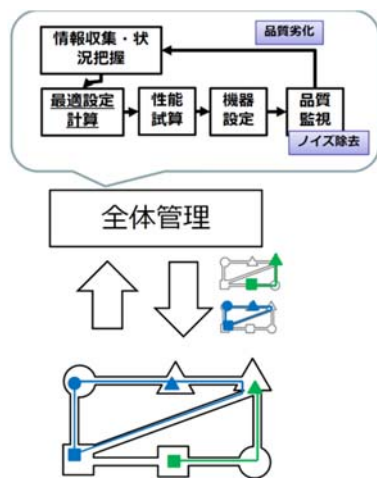 情報収集・状
況把握
品質劣化
最適設定
計算
性能
試算
機器
設定
品質
監視
ノイズ除去
全体管理